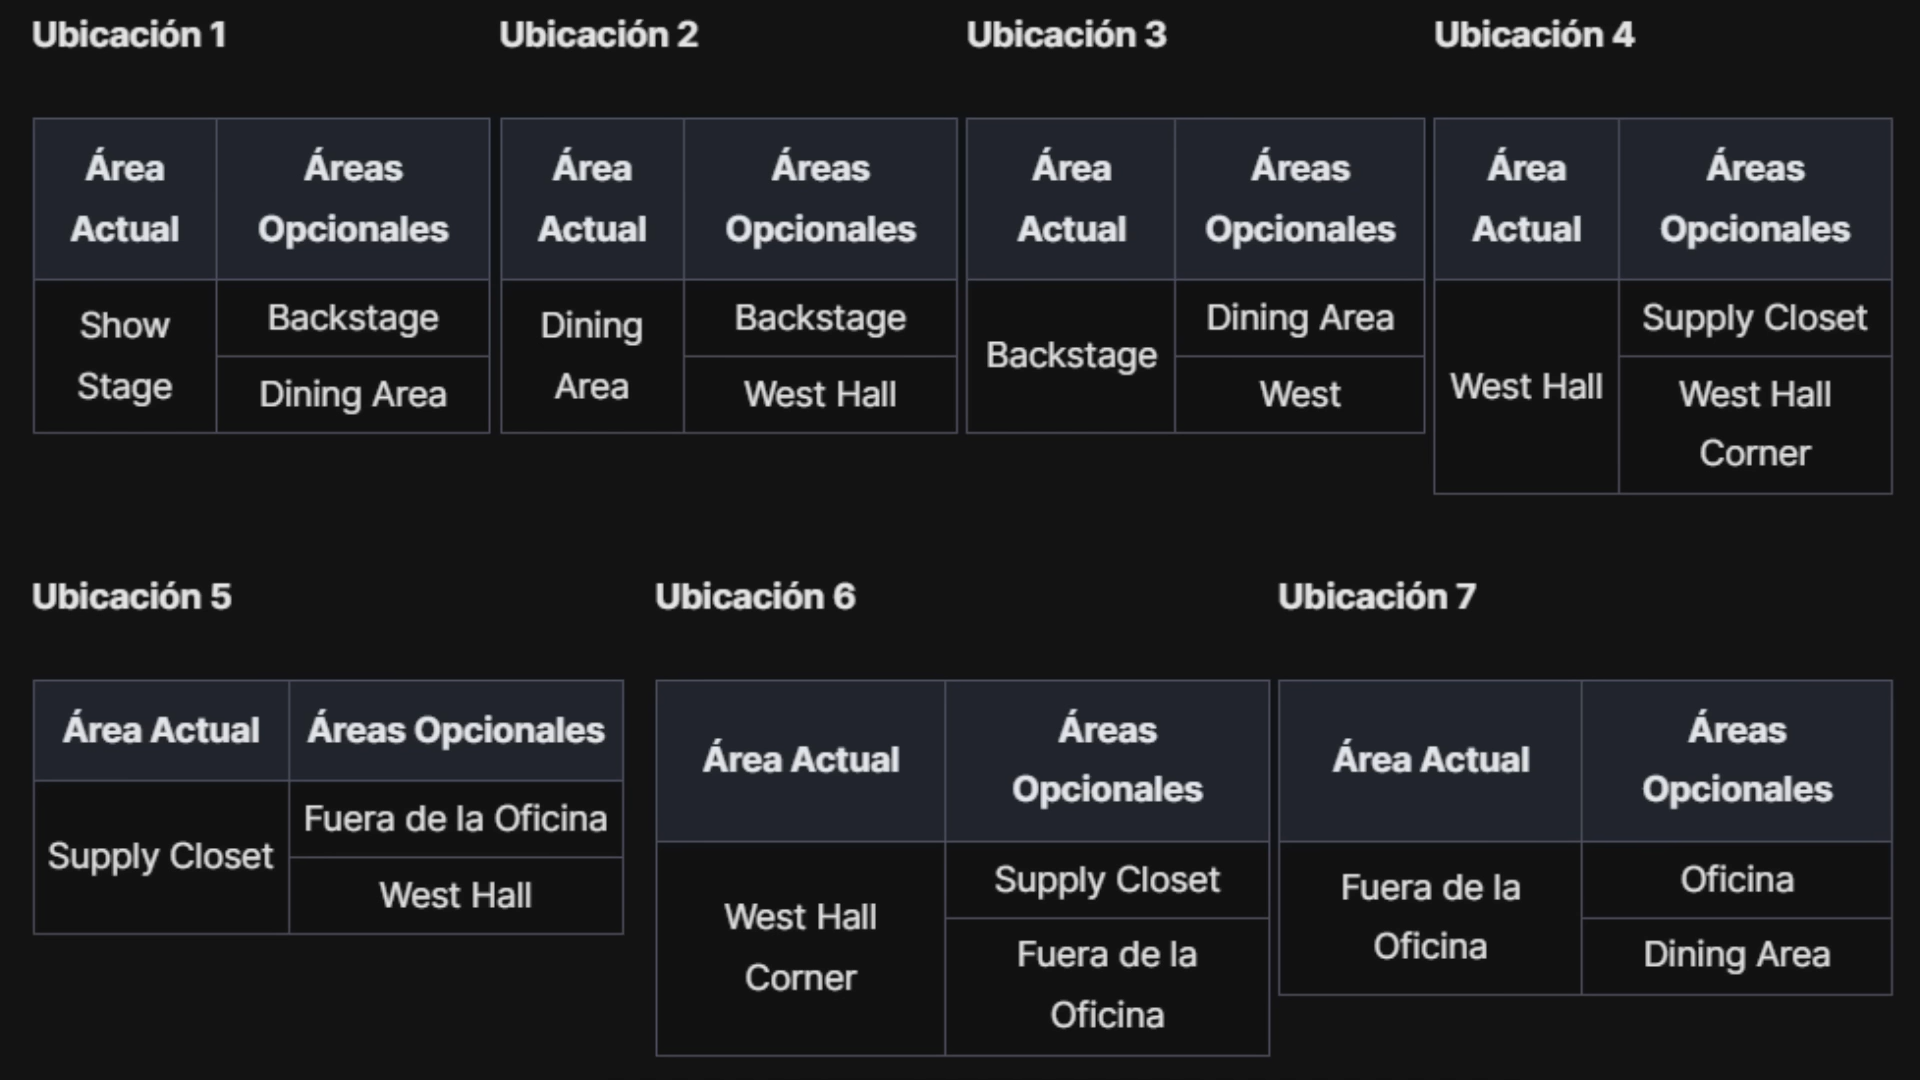 Ubicación 1
Área
Actual
Áreas
Opcionales
Show
Stage
Backstage
Dining Area
Ubicación 2
Área
Actual
Áreas
Opcionales
Dining
Area
Backstage
West Hall
Ubicación 3
Área
Actual
Áreas
Opcionales
Backstage
Dining Area
West
Ubicación 4
Área
Actual
Áreas
Opcionales
West Hall
Supply Closet
West Hall
Corner
Ubicación 5
Área Actual
Áreas Opcionales
Supply Closet
Fuera de la Oficina
West Hall
Ubicación 6
Área Actual
Áreas
Opcionales
West Hall
Corner
Supply Closet
Fuera de la
Oficina
Ubicación 7
Área Actual
Áreas
Opcionales
Fuera de la
Oficina
Oficina
Dining Area